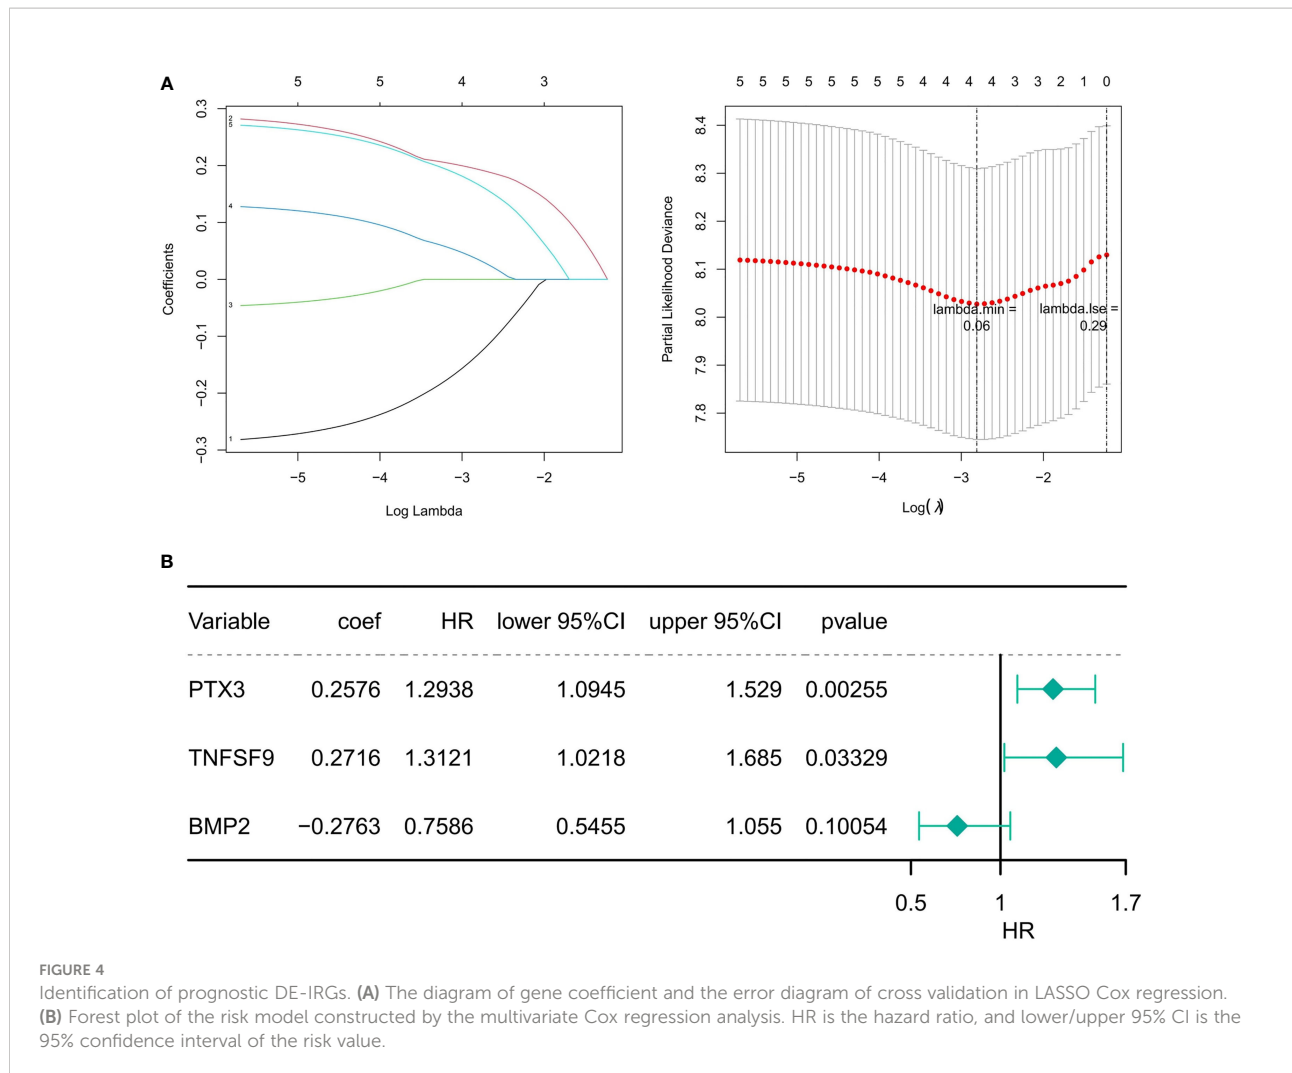 A
5 5 4 3
0.3
0.2
0.1
0.0
−0.1
−0.2
−0.3
Coefficients
2
5
4
3
1
−5 −4 −3 −2
Log Lambda
5 5 5 5 5 5 5 5 4 4 4 4 3 3 2 1 0
8.4
8.3
8.2
8.1
8.0
7.9
7.8
Partial Likelihood Deviance
lambda.min =
0.06
lambda.lse =
0.29
−5 −4 −3 −2
Log(λ)
B
Variable coef HR lower 95%CI upper 95%CI pvalue
PTX3 0.2576 1.2938 1.0945 1.529 0.00255
TNFSF9 0.2716 1.3121 1.0218 1.685 0.03329
BMP2 −0.2763 0.7586 0.5455 1.055 0.10054
0.5 1 1.7
HR
FIGURE 4
Identification of prognostic DE-IRGs. (A) The diagram of gene coefficient and the error diagram of cross validation in LASSO Cox regression.
(B) Forest plot of the risk model constructed by the multivariate Cox regression analysis. HR is the hazard ratio, and lower/upper 95% CI is the
95% confidence interval of the risk value.